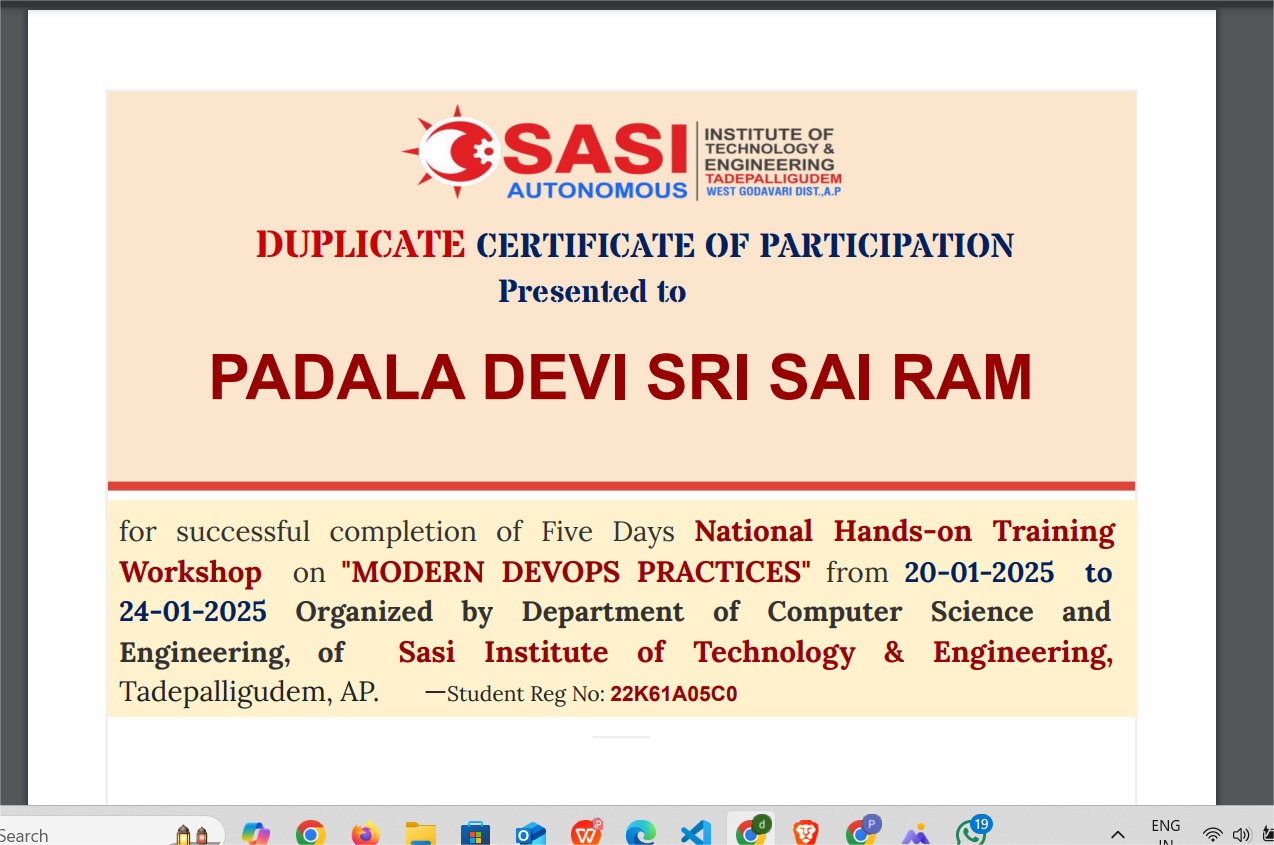 SASI
AUTONOMOUS
INSTITUTE OF
TECHNOLOGY &
ENGINEERING
TADEPALLIGUDEM
WEST GODAVARI DIST.,A.P
DUPLICATE CERTIFICATE OF PARTICIPATION
Presented to
PADALA DEVI SRI SAI RAM
for successful completion of Five Days National Hands-on Training
Workshop on "MODERN DEVOPS PRACTICES" from 20-01-2025 to
24-01-2025 Organized by Department of Computer Science and
Engineering, of Sasi Institute of Technology & Engineering,
Tadepalligudem, AP. —Student Reg No: 22K61A05C0
Search
d
P
19
ENG
IN